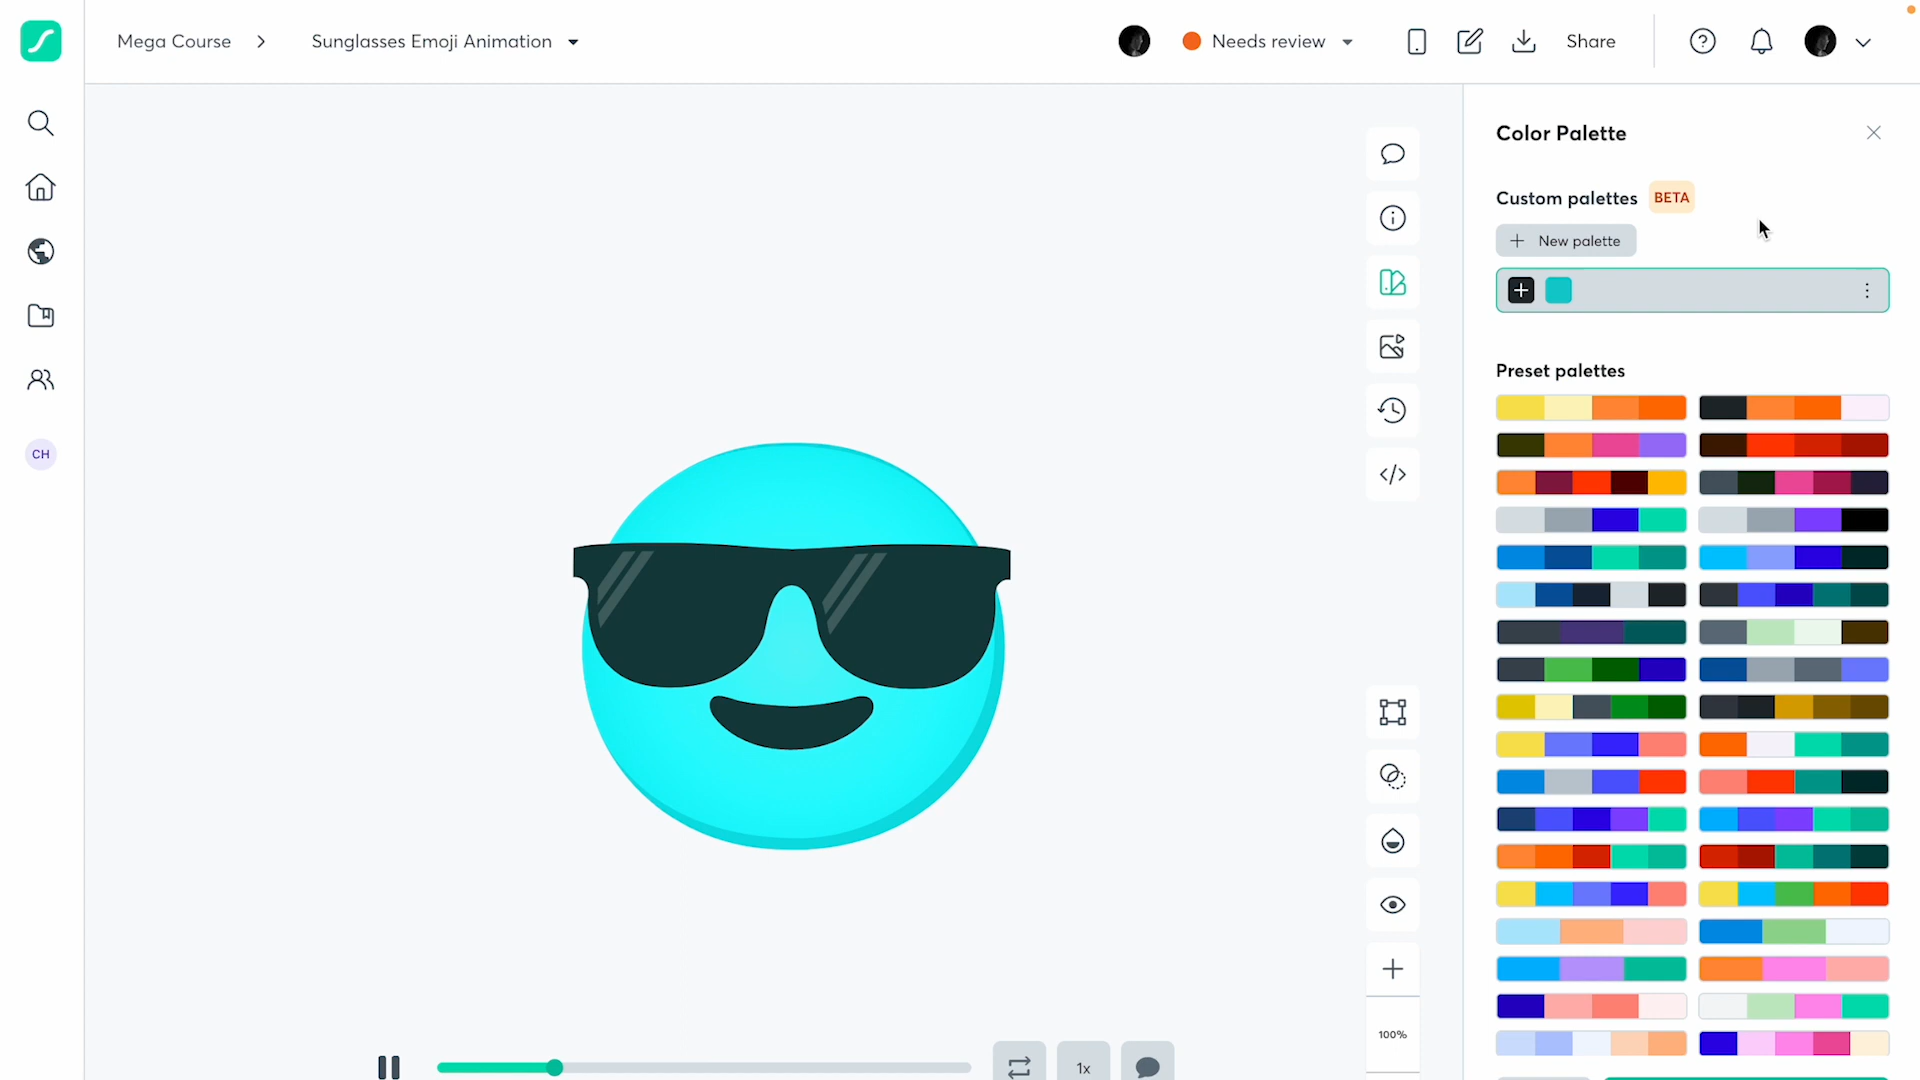 Mega Course
Sunglasses Emoji Animation
Needs review
Share
CH
Color Palette
Custom palettes BETA
New palette
Preset palettes
100%
1x